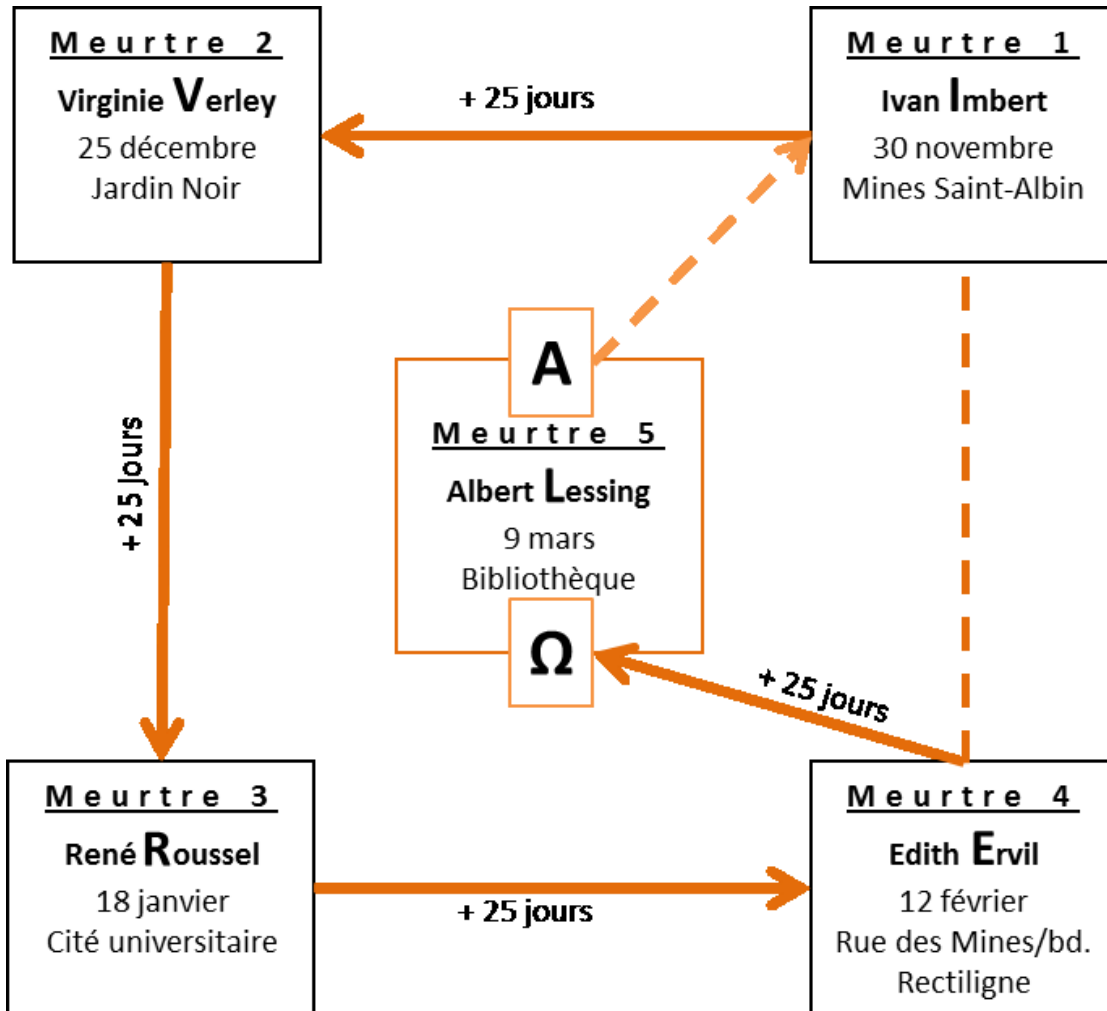 Meurtre 2
Virginie Verley
25 décembre
Jardin Noir
+ 25 jours
Meurtre 1
Ivan Imbert
30 novembre
Mines Saint-Albin
+ 25 jours
A
Meurtre 5
Albert Lessing
9 mars
Bibliothèque
Ω
+ 25 jours
Meurtre 3
René Roussel
18 janvier
Cité universitaire
+ 25 jours
Meurtre 4
Edith Ervil
12 février
Rue des Mines/bd.
Rectiligne